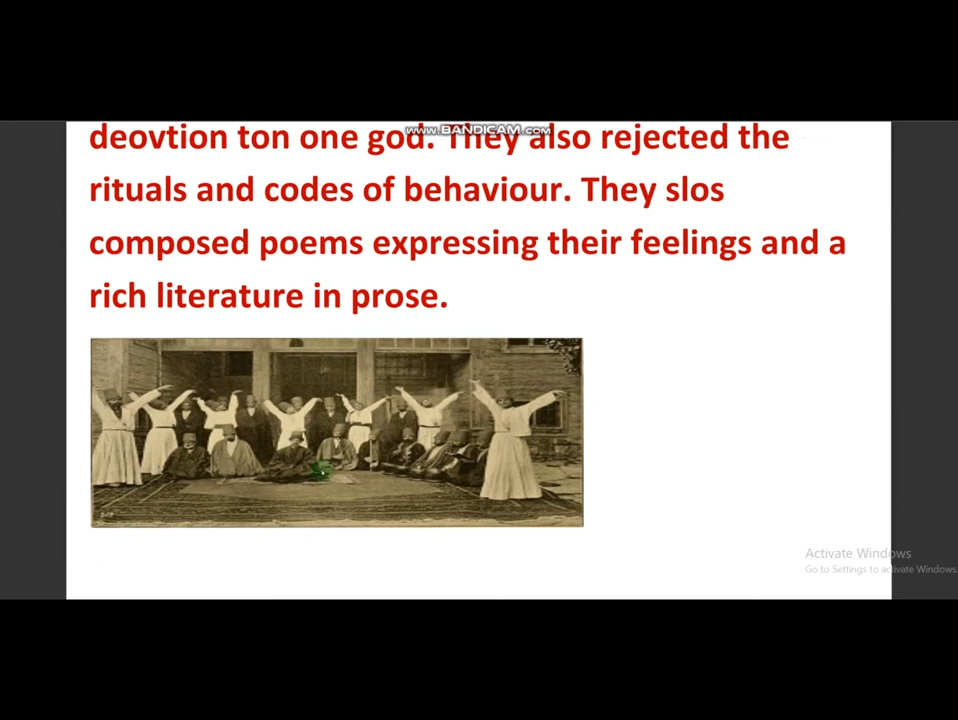 www.BANDICAM.com
deovtion ton one god. They also rejected the
rituals and codes of behaviour. They slos
composed poems expressing their feelings and a
rich literature in prose.
Activate Windows
Go to Settings to activate Windows.